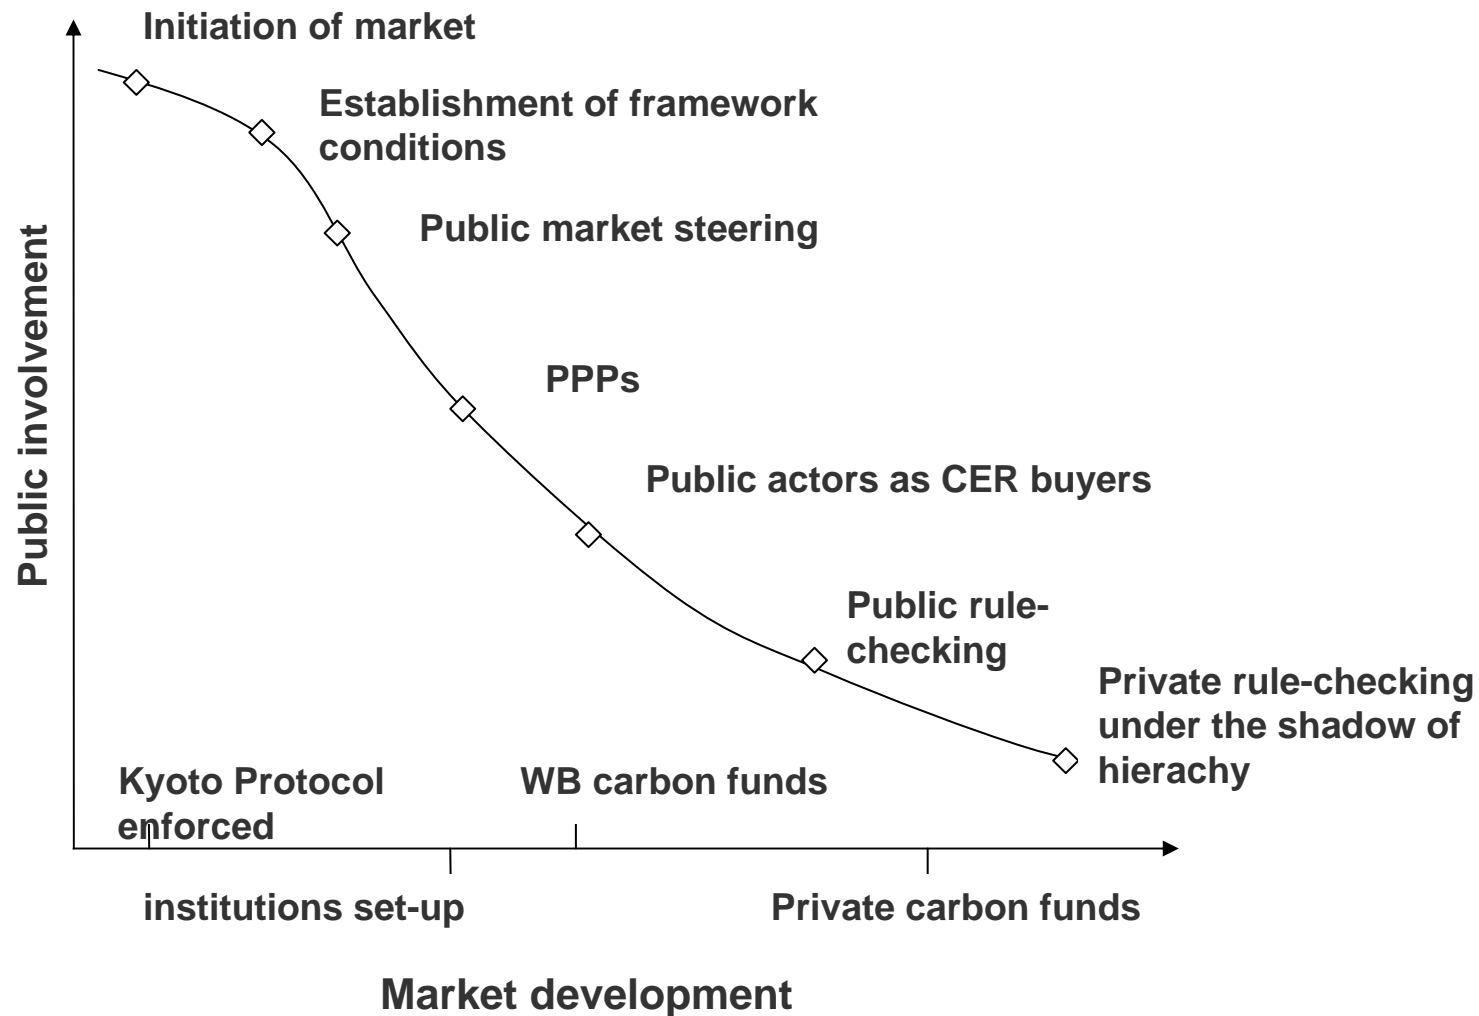 Initiation of market
Establishment of framework
conditions
Public market steering
Public involvement
PPPs
Public actors as CER buyers
Public rule-
checking
Private rule-checking
under the shadow of
hierachy
Kyoto Protocol
enforced
WB carbon funds
institutions set-up
Private carbon funds
Market development